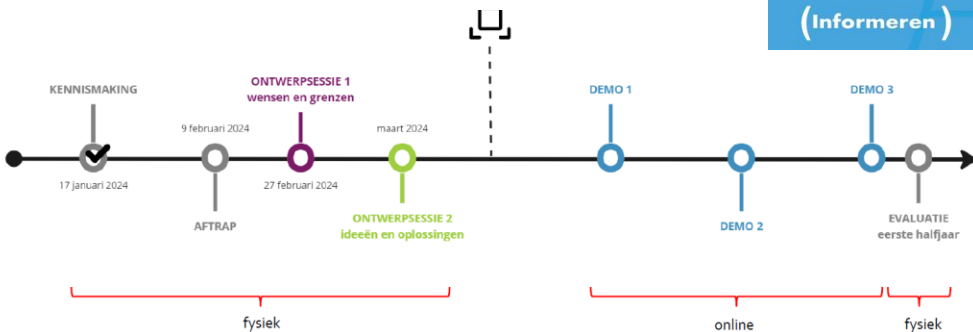 (Informeren)
KENNISMAKING
17 januari 2024
9 februari 2024
AFTRAP
ONTWERPSESSIE 1
wensen en grenzen
27 februari 2024
maart 2024
ONTWERPSESSIE 2
ideeën en oplossingen
DEMO 1
DEMO 2
DEMO 3
EVALUATIE
eerste halfjaar
fysiek
online
fysiek